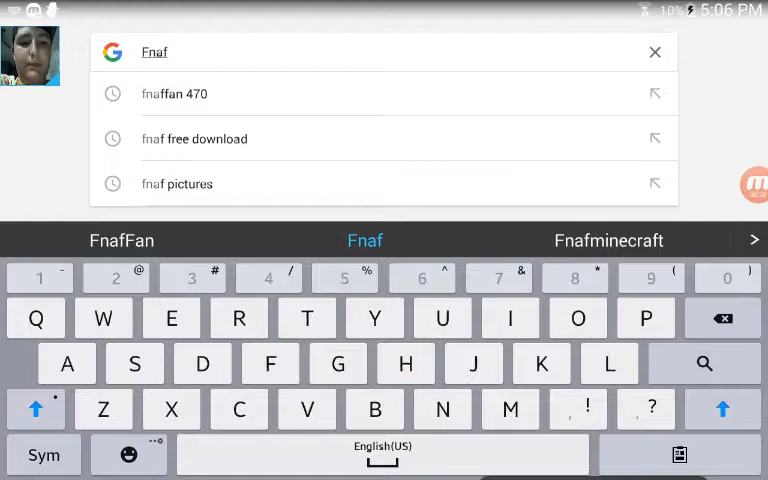 10% 5:06 PM
Fnaf
fnaffan 470
fnaf free download
fnaf pictures
FnafFan Fnaf Fnafminecraft >
1 - 2 @ 3 # 4 / 5 % 6 ^ 7 & 8 * 9 ( 0 )
Q W E R T Y U I O P
A S D F G H J K L
Z X C V B N M , ! . ?
Sym English(US)